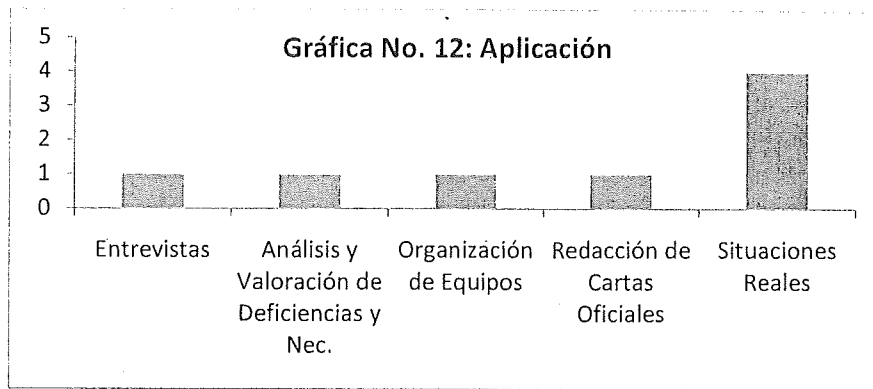 Gráfica No. 12: Aplicación
5
4
3
2
1
0
Entrevistas
Análisis y
Valoración de
Deficiencias y
Nec.
Organización
de Equipos
Redacción de
Cartas
Oficiales
Situaciones
Reales